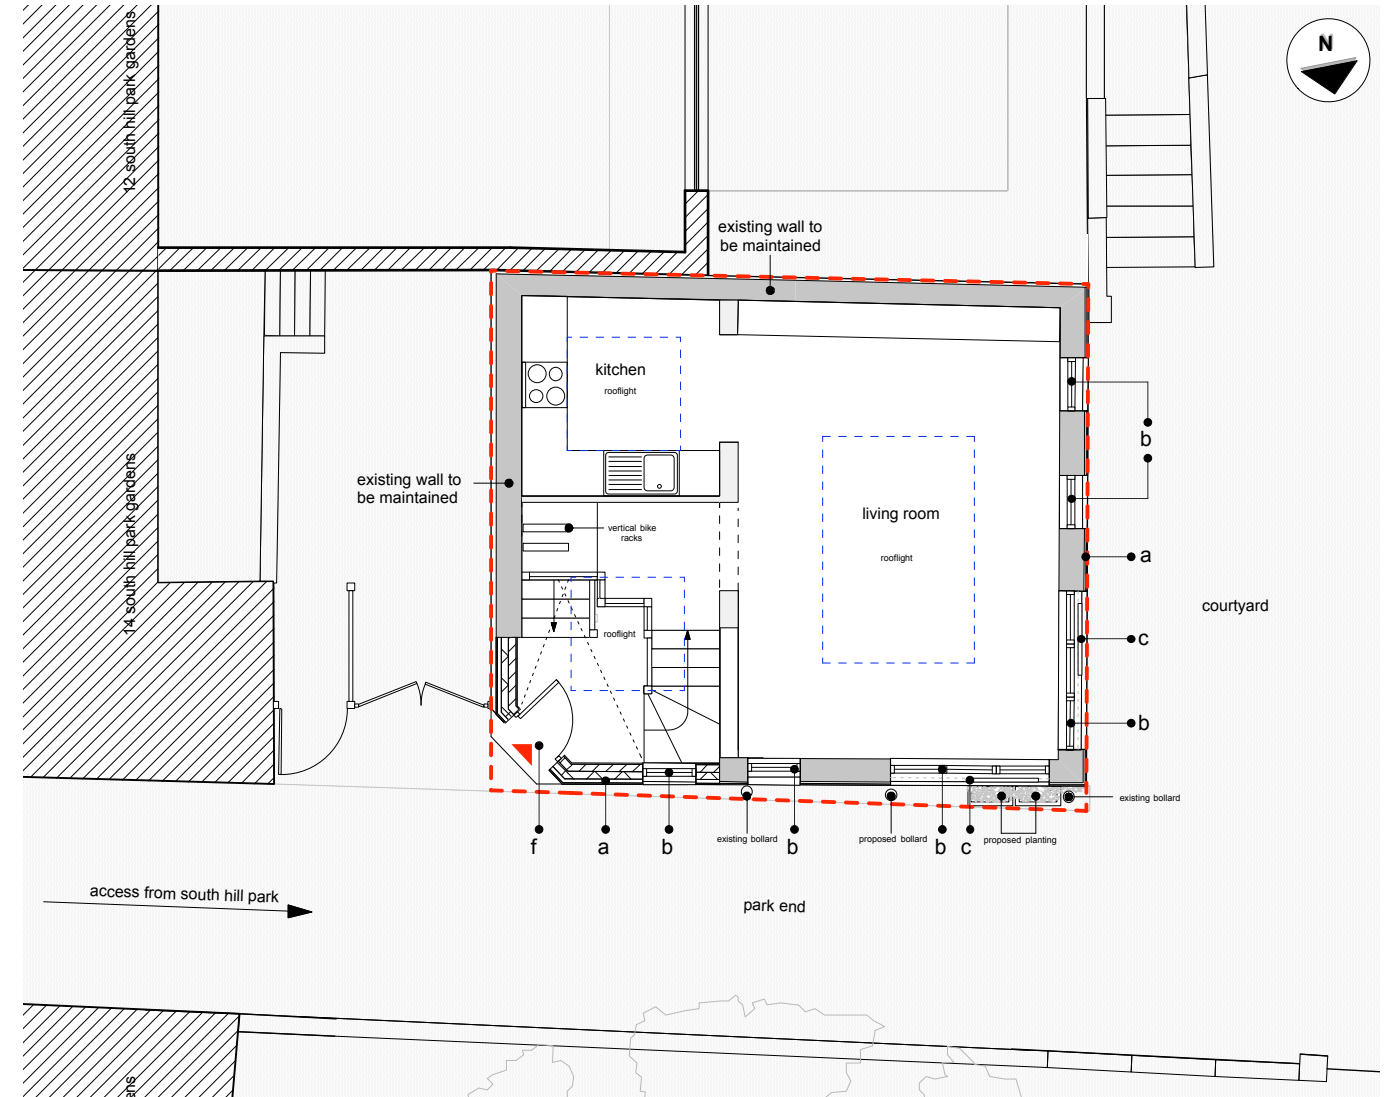 12 south hill park gardens
N
existing wall to
be maintained
kitchen
rooflight
b
existing wall to
be maintained
living room
vertical bike
racks
rooflight
a
14 south hill park gardens
courtyard
rooflight
c
b
existing bollard
f
a
b
existing bollard
b
proposed bollard
b
c
proposed planting
access from south hill park
park end
ens